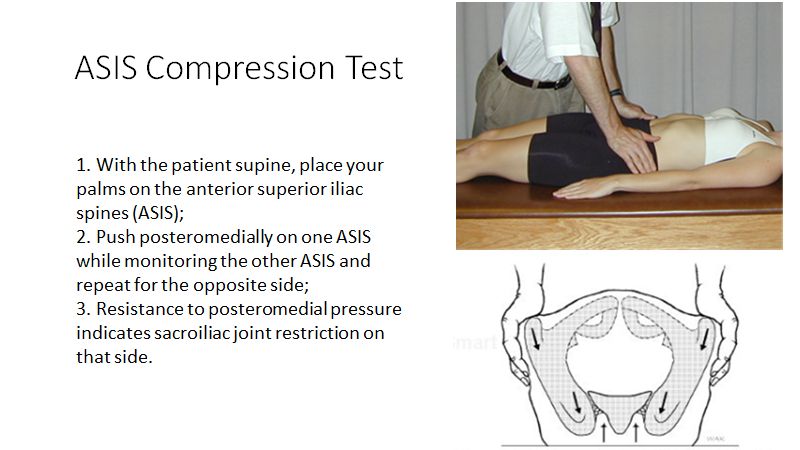 ASIS Compression Test
1. With the patient supine, place your
palms on the anterior superior iliac
spines (ASIS);
2. Push posteromedially on one ASIS
while monitoring the other ASIS and
repeat for the opposite side;
3. Resistance to posteromedial pressure
indicates sacroiliac joint restriction on
that side.
smart
WAK